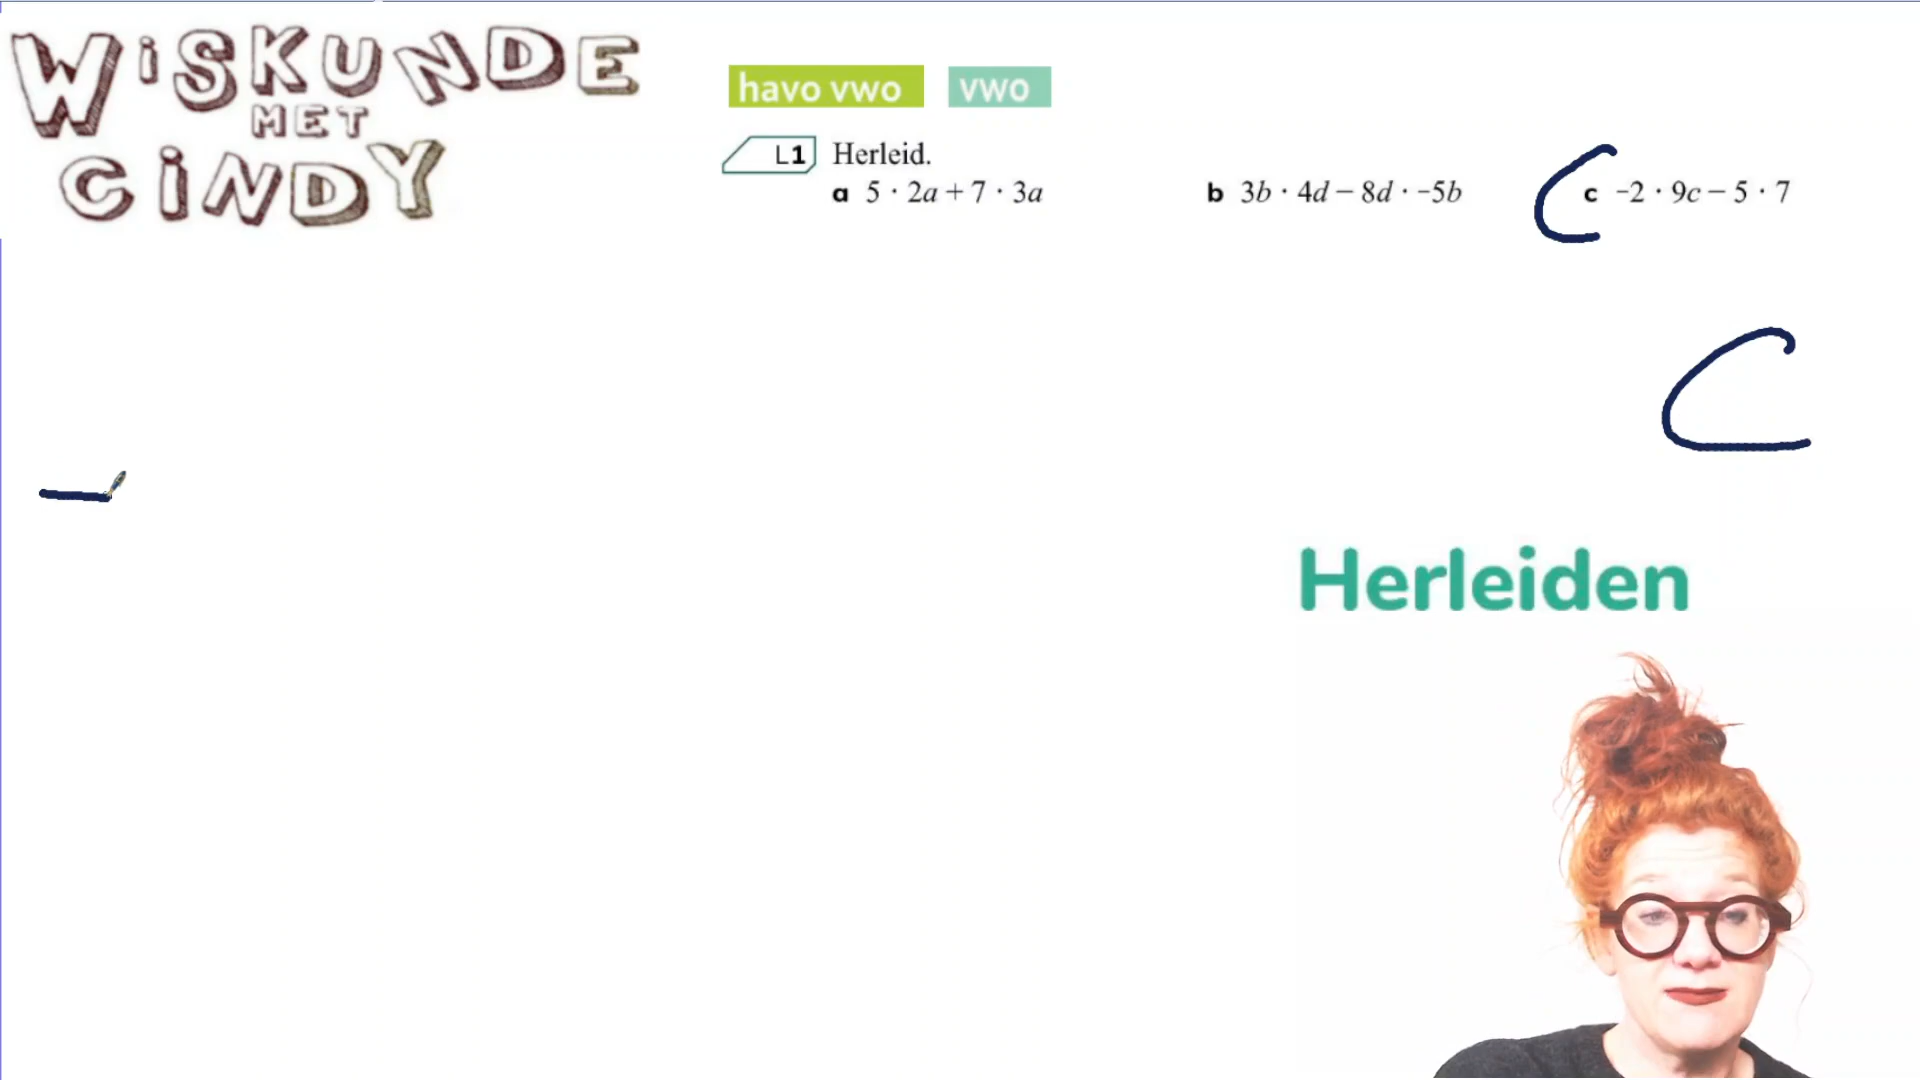 WiSKUNDE
MET
CiNDY
havo vwo vwo
L1 Herleid.
a 5 · 2a + 7 · 3a b 3b · 4d − 8d · −5b c −2 · 9c − 5 · 7
C
C
Herleiden